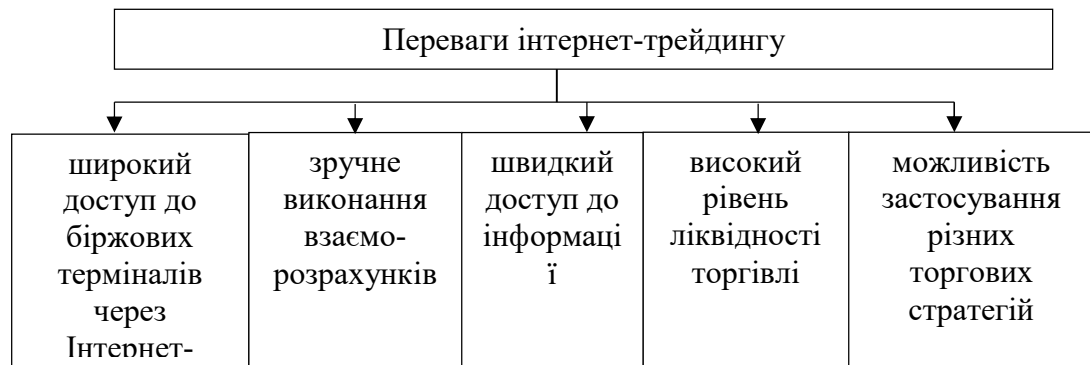 Переваги інтернет-трейдингу
широкий
доступ до
біржових
терміналів
через
Інтернет-
зручне
виконання
взаємо-
розрахунків
швидкий
доступ до
інформаці
ї
високий
рівень
ліквідності
торгівлі
можливість
застосування
різних
торгових
стратегій